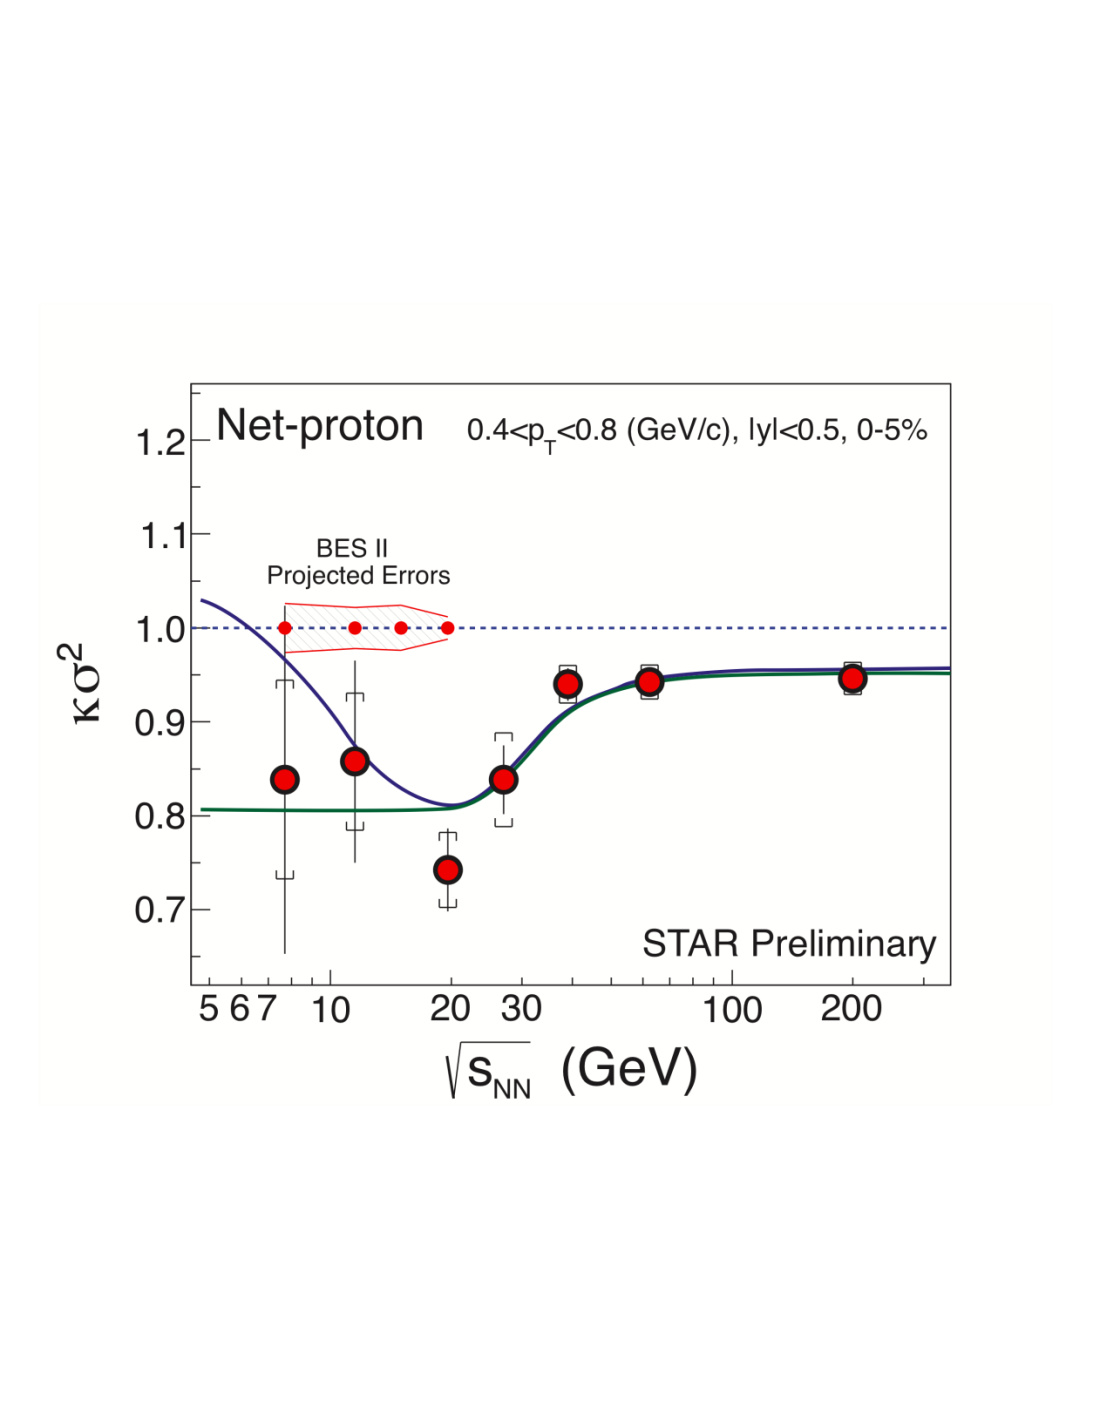 Net-proton 0.4<p_T<0.8 (GeV/c), |y|<0.5, 0-5%
1.2
1.1
BES II
Projected Errors
1.0
κσ²
0.9
0.8
0.7
STAR Preliminary
5 6 7 10 20 30 100 200
√s_NN (GeV)